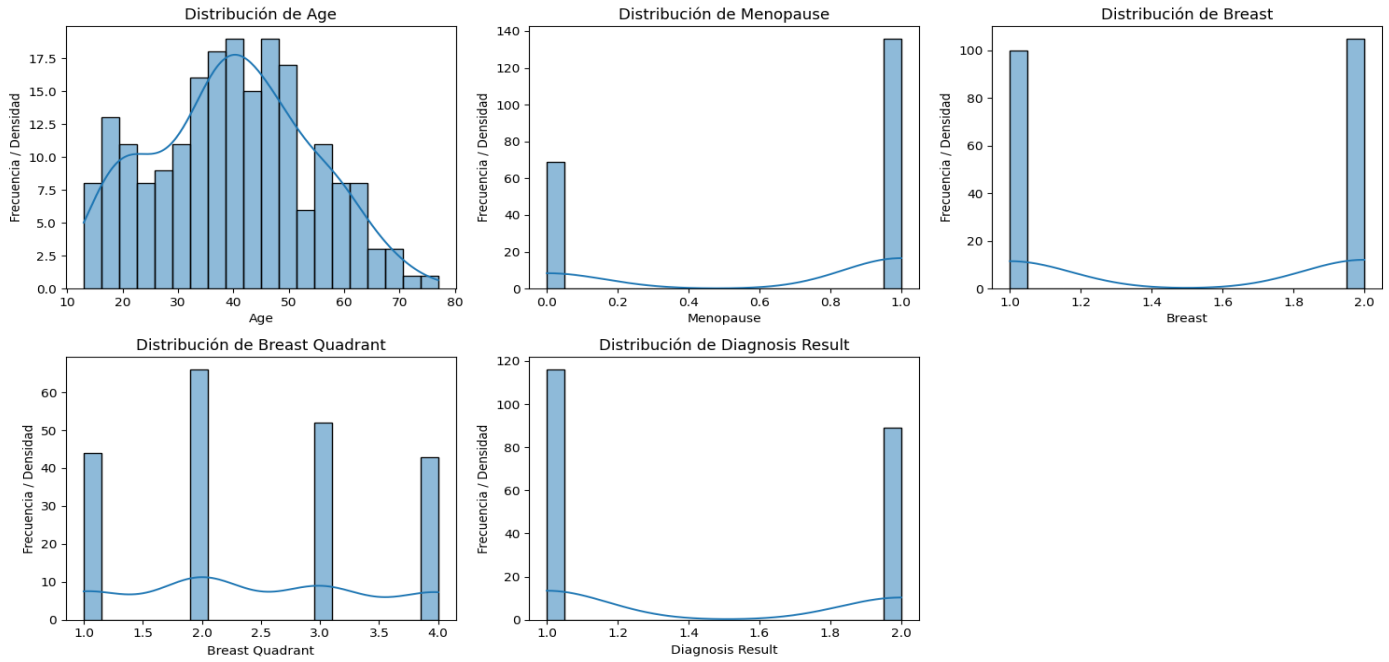 Distribución de Age
Frecuencia / Densidad
17.5
15.0
12.5
10.0
7.5
5.0
2.5
0.0
10 20 30 40 50 60 70 80
Age
Distribución de Menopause
Frecuencia / Densidad
140
120
100
80
60
40
20
0
0.0 0.2 0.4 0.6 0.8 1.0
Menopause
Distribución de Breast
Frecuencia / Densidad
100
80
60
40
20
0
1.0 1.2 1.4 1.6 1.8 2.0
Breast
Distribución de Breast Quadrant
Frecuencia / Densidad
60
50
40
30
20
10
0
1.0 1.5 2.0 2.5 3.0 3.5 4.0
Breast Quadrant
Distribución de Diagnosis Result
Frecuencia / Densidad
120
100
80
60
40
20
0
1.0 1.2 1.4 1.6 1.8 2.0
Diagnosis Result